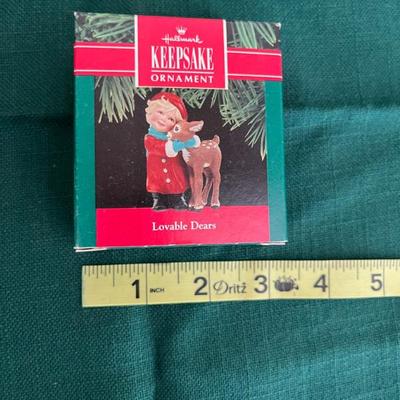 Hallmark
KEEPSAKE
ORNAMENT
Lovable Dears
1 INCH 2 Dritz 3 4 5